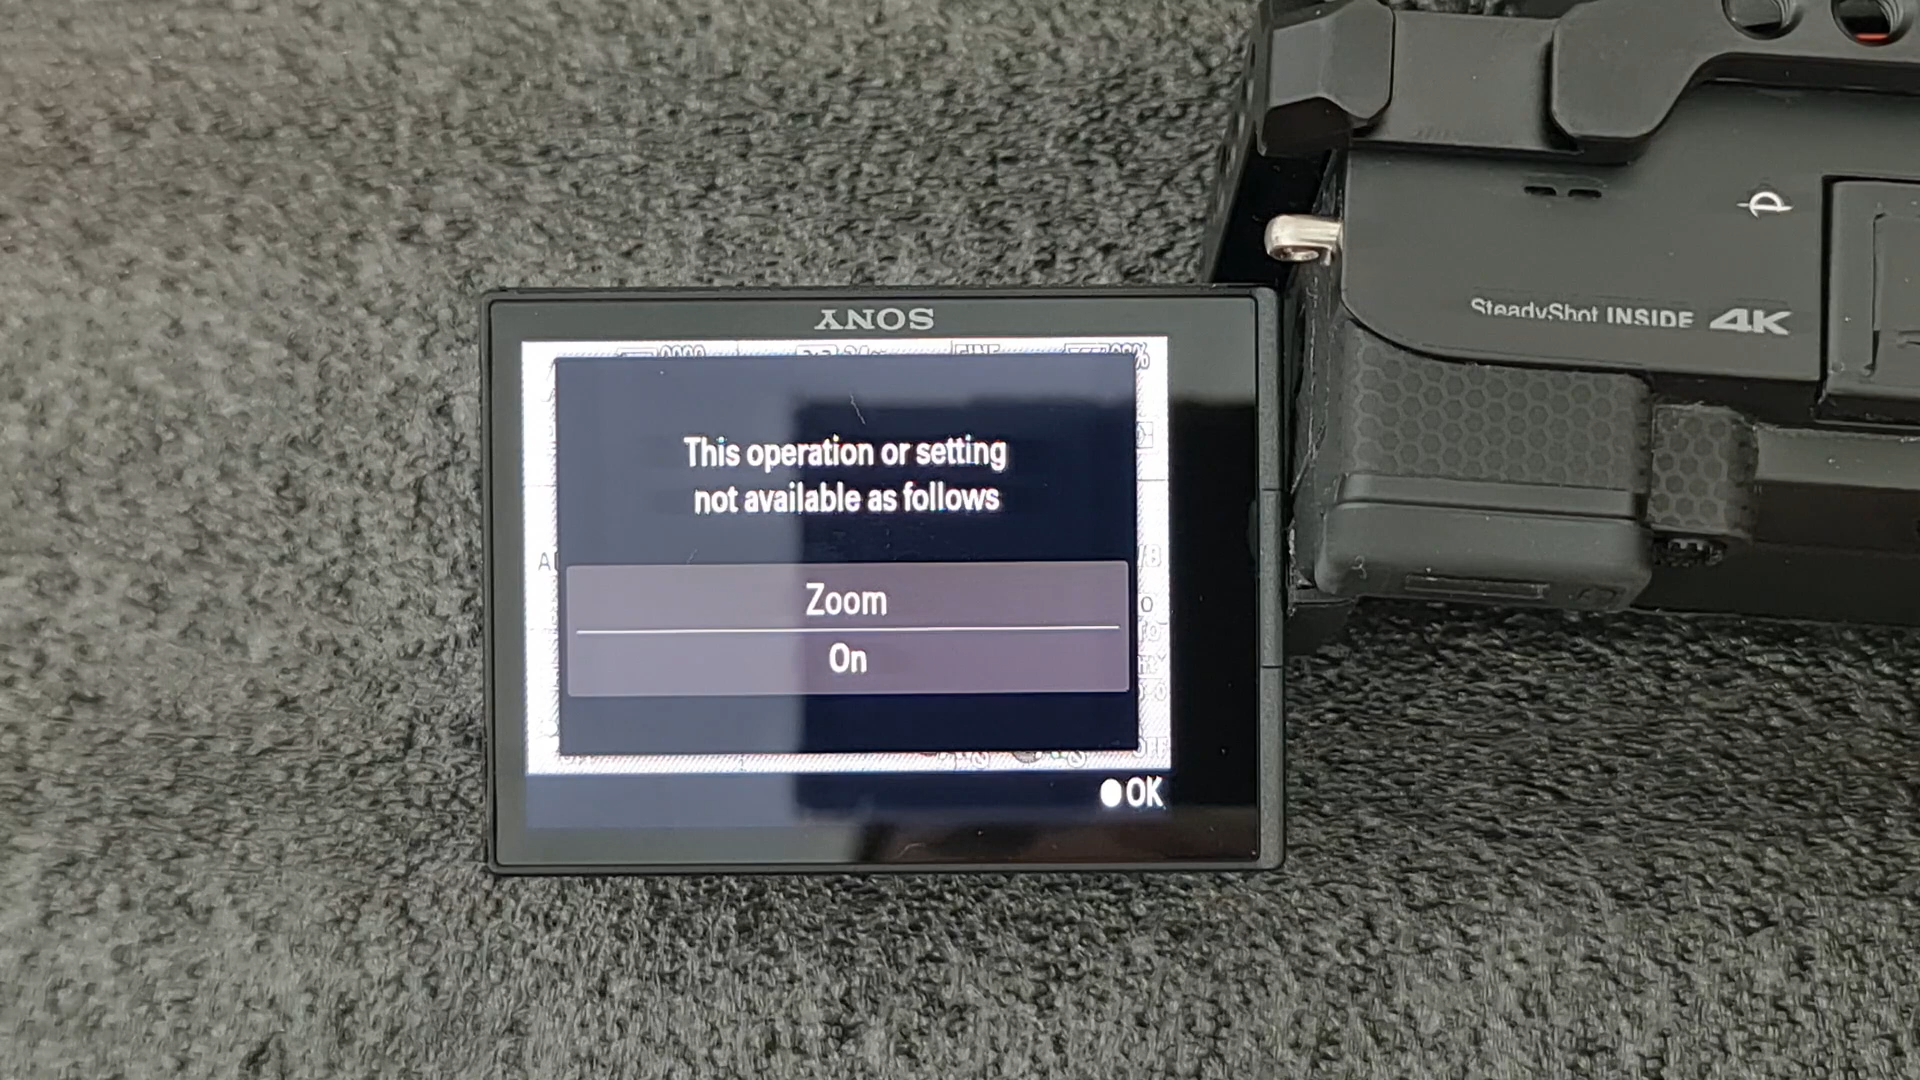 SONY
This operation or setting
not available as follows
Zoom
On
OK
SteadyShot INSIDE 4K